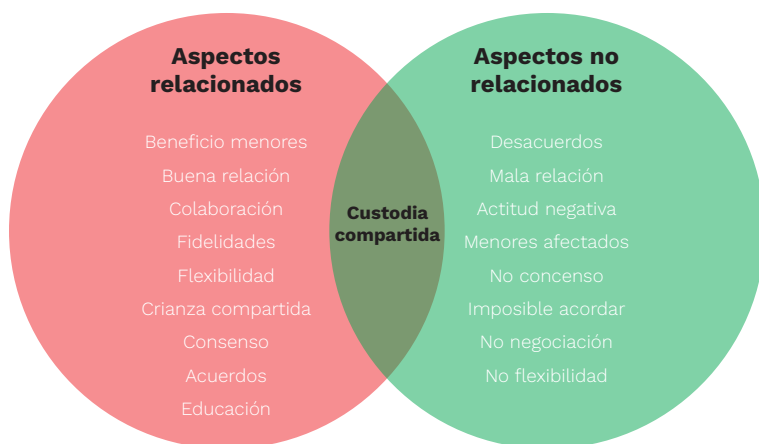 Aspectos
relacionados
Beneficio menores
Buena relación
Colaboración
Fidelidades
Flexibilidad
Crianza compartida
Consenso
Acuerdos
Educación
Custodia
compartida
Aspectos no
relacionados
Desacuerdos
Mala relación
Actitud negativa
Menores afectados
No concenso
Imposible acordar
No negociación
No flexibilidad